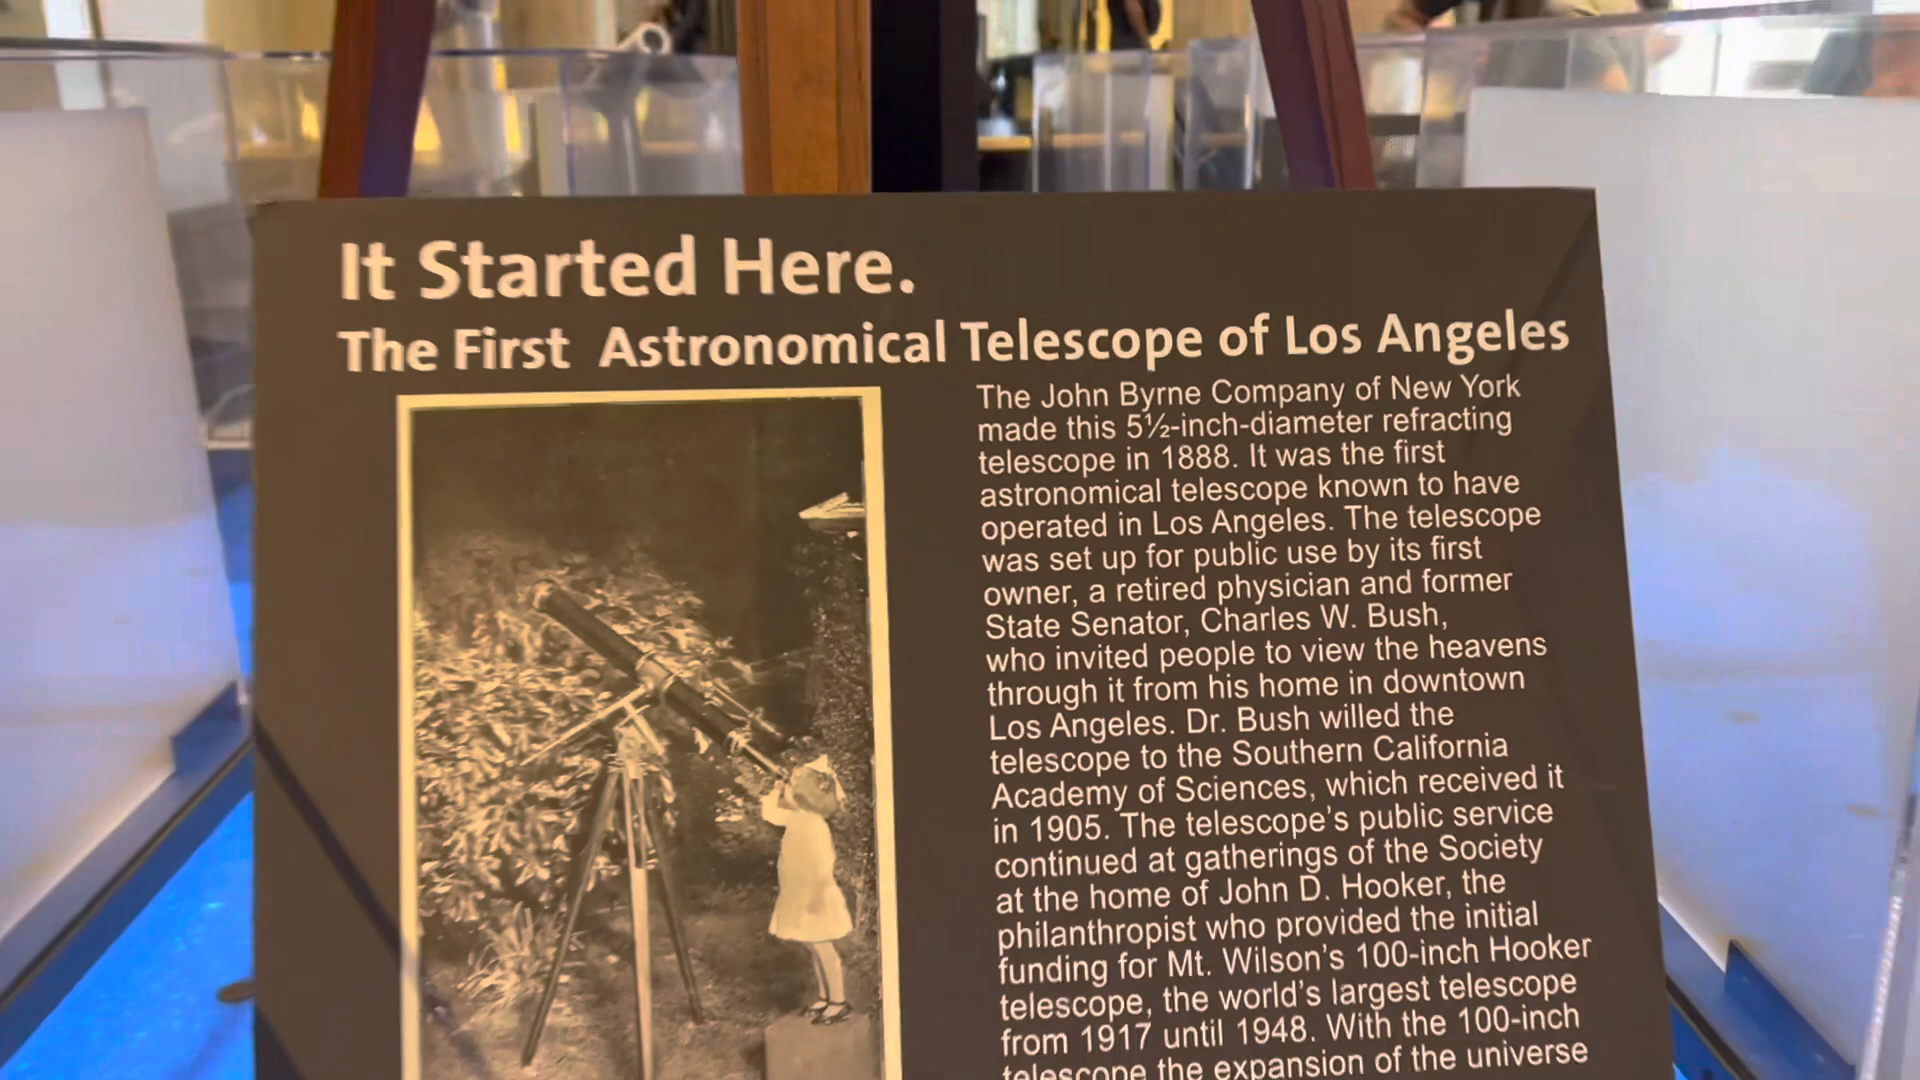 It Started Here.
The First Astronomical Telescope of Los Angeles
The John Byrne Company of New York
made this 5½-inch-diameter refracting
telescope in 1888. It was the first
astronomical telescope known to have
operated in Los Angeles. The telescope
was set up for public use by its first
owner, a retired physician and former
State Senator, Charles W. Bush,
who invited people to view the heavens
through it from his home in downtown
Los Angeles. Dr. Bush willed the
telescope to the Southern California
Academy of Sciences, which received it
in 1905. The telescope's public service
continued at gatherings of the Society
at the home of John D. Hooker, the
philanthropist who provided the initial
funding for Mt. Wilson's 100-inch Hooker
telescope, the world's largest telescope
from 1917 until 1948. With the 100-inch
telescope the expansion of the universe